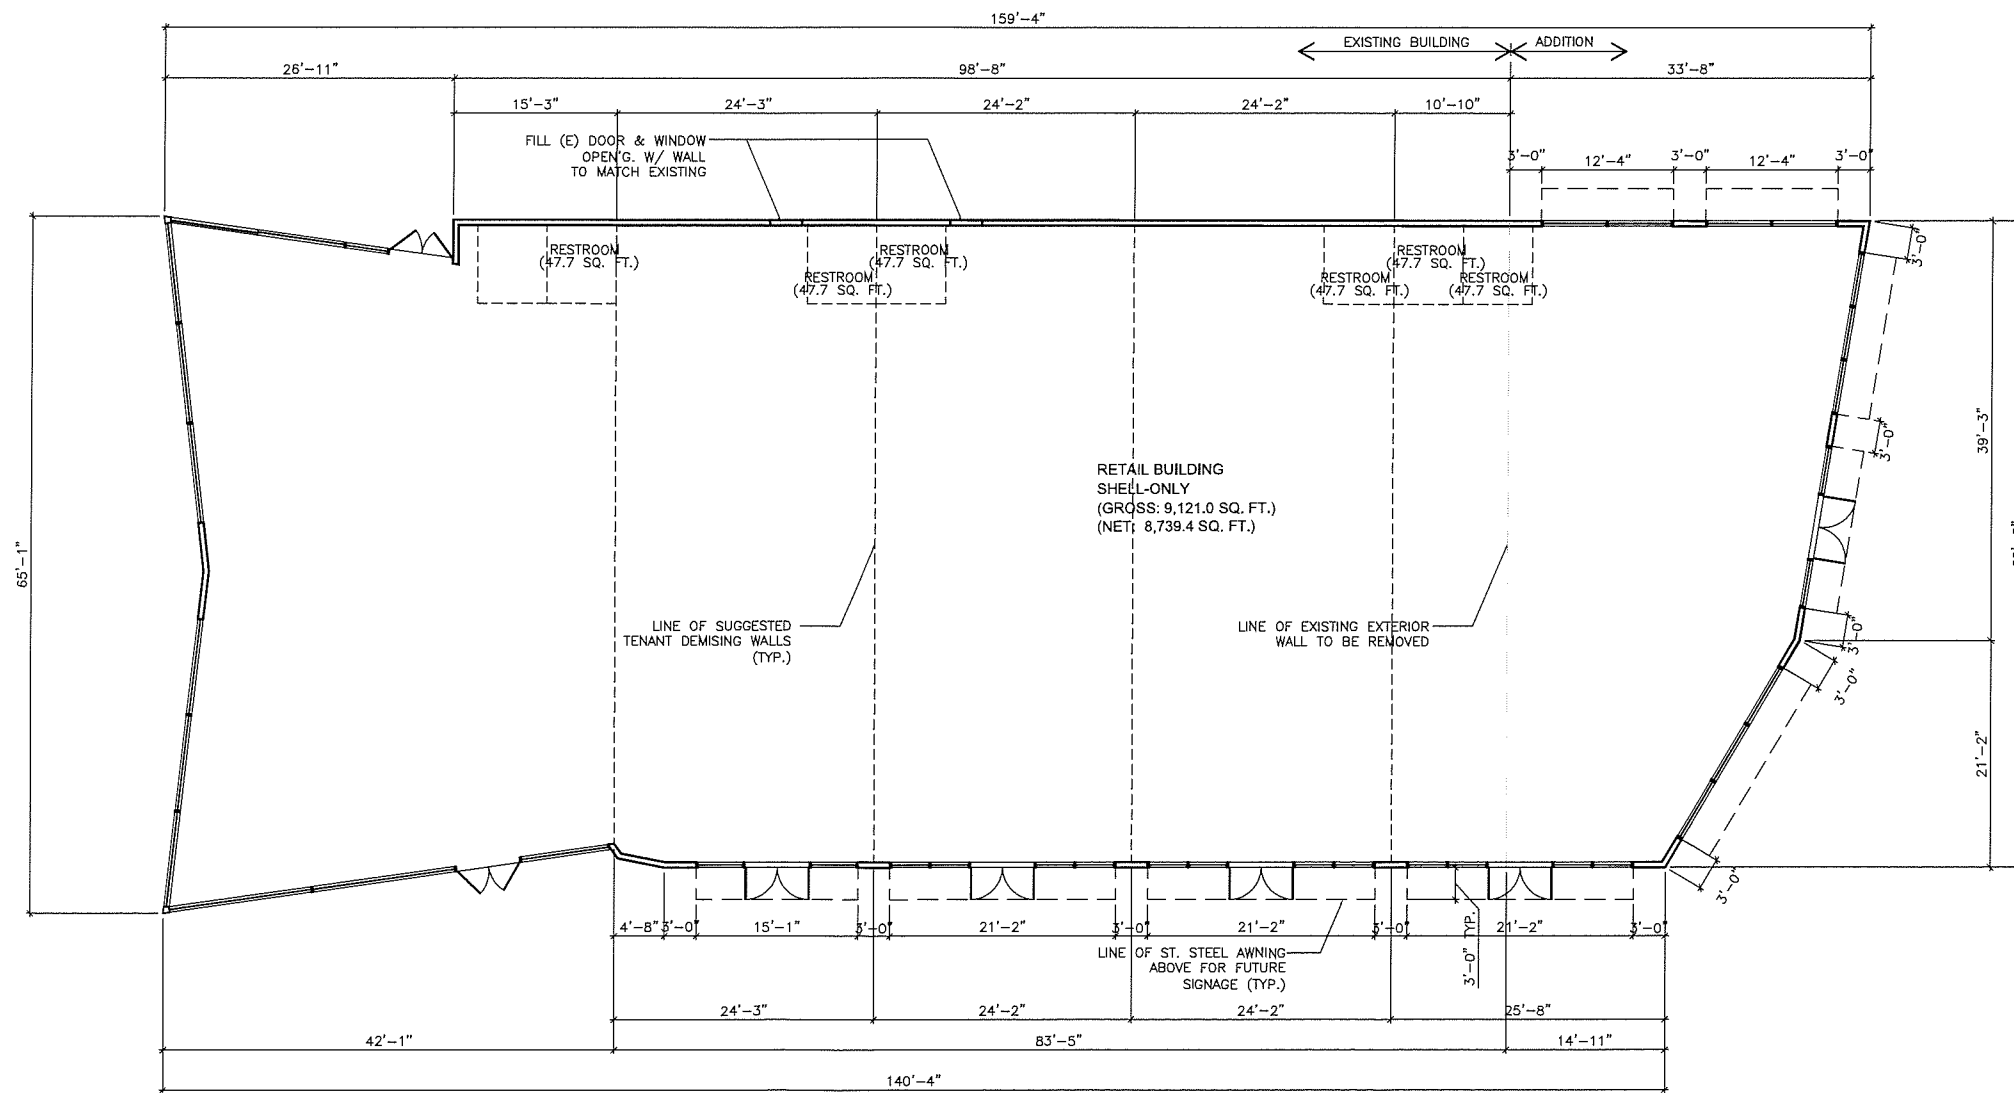 159'-4"
EXISTING BUILDING
ADDITION
26'-11"
98'-8"
33'-8"
15'-3"
24'-3"
24'-2"
24'-2"
10'-10"
FILL (E) DOOR & WINDOW
OPEN'G. W/ WALL
TO MATCH EXISTING
3'-0"
12'-4"
3'-0"
12'-4"
3'-0"
RESTROOM
(47.7 SQ. FT.)
RESTROOM
(47.7 SQ. FT.)
RESTROOM
(47.7 SQ. FT.)
RESTROOM
(47.7 SQ. FT.)
RESTROOM
(47.7 SQ. FT.)
RESTROOM
(47.7 SQ. FT.)
3'-0"
39'-3"
3'-0"
RETAIL BUILDING
SHELL-ONLY
(GROSS: 9,121.0 SQ. FT.)
(NET: 8,739.4 SQ. FT.)
65'-1"
LINE OF SUGGESTED
TENANT DEMISING WALLS
(TYP.)
LINE OF EXISTING EXTERIOR
WALL TO BE REMOVED
3'-0"
3'-0"
21'-2"
3'-0"
4'-8"
3'-0"
15'-1"
3'-0"
21'-2"
3'-0"
21'-2"
3'-0"
21'-2"
3'-0"
3'-0" TYP.
LINE OF ST. STEEL AWNING
ABOVE FOR FUTURE
SIGNAGE (TYP.)
24'-3"
24'-2"
24'-2"
25'-8"
42'-1"
83'-5"
14'-11"
140'-4"